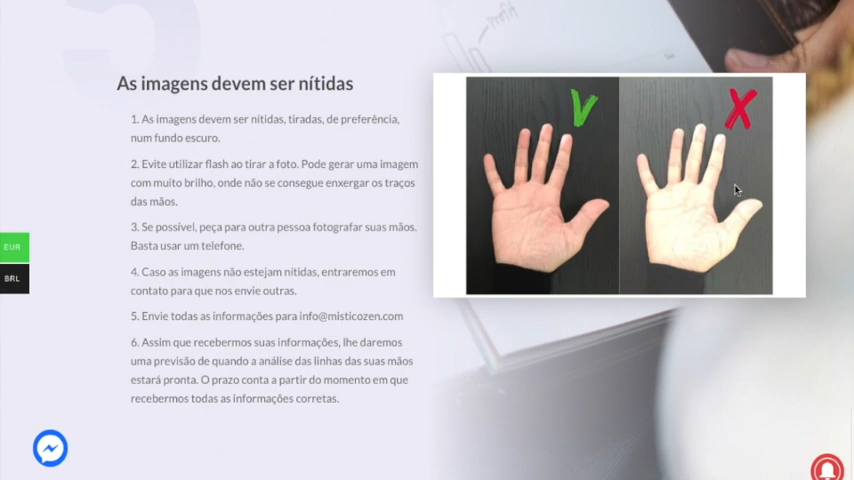 As imagens devem ser nítidas
1. As imagens devem ser nítidas, tiradas, de preferência,
num fundo escuro.
2. Evite utilizar flash ao tirar a foto. Pode gerar uma imagem
com muito brilho, onde não se consegue enxergar os traços
das mãos.
3. Se possível, peça para outra pessoa fotografar suas mãos.
Basta usar um telefone.
4. Caso as imagens não estejam nítidas, entraremos em
contato para que nos envie outras.
5. Envie todas as informações para info@misticozen.com
6. Assim que recebermos suas informações, lhe daremos
uma previsão de quando a análise das linhas das suas mãos
estará pronta. O prazo conta a partir do momento em que
recebermos todas as informações corretas.
EUR
BRL
V
X